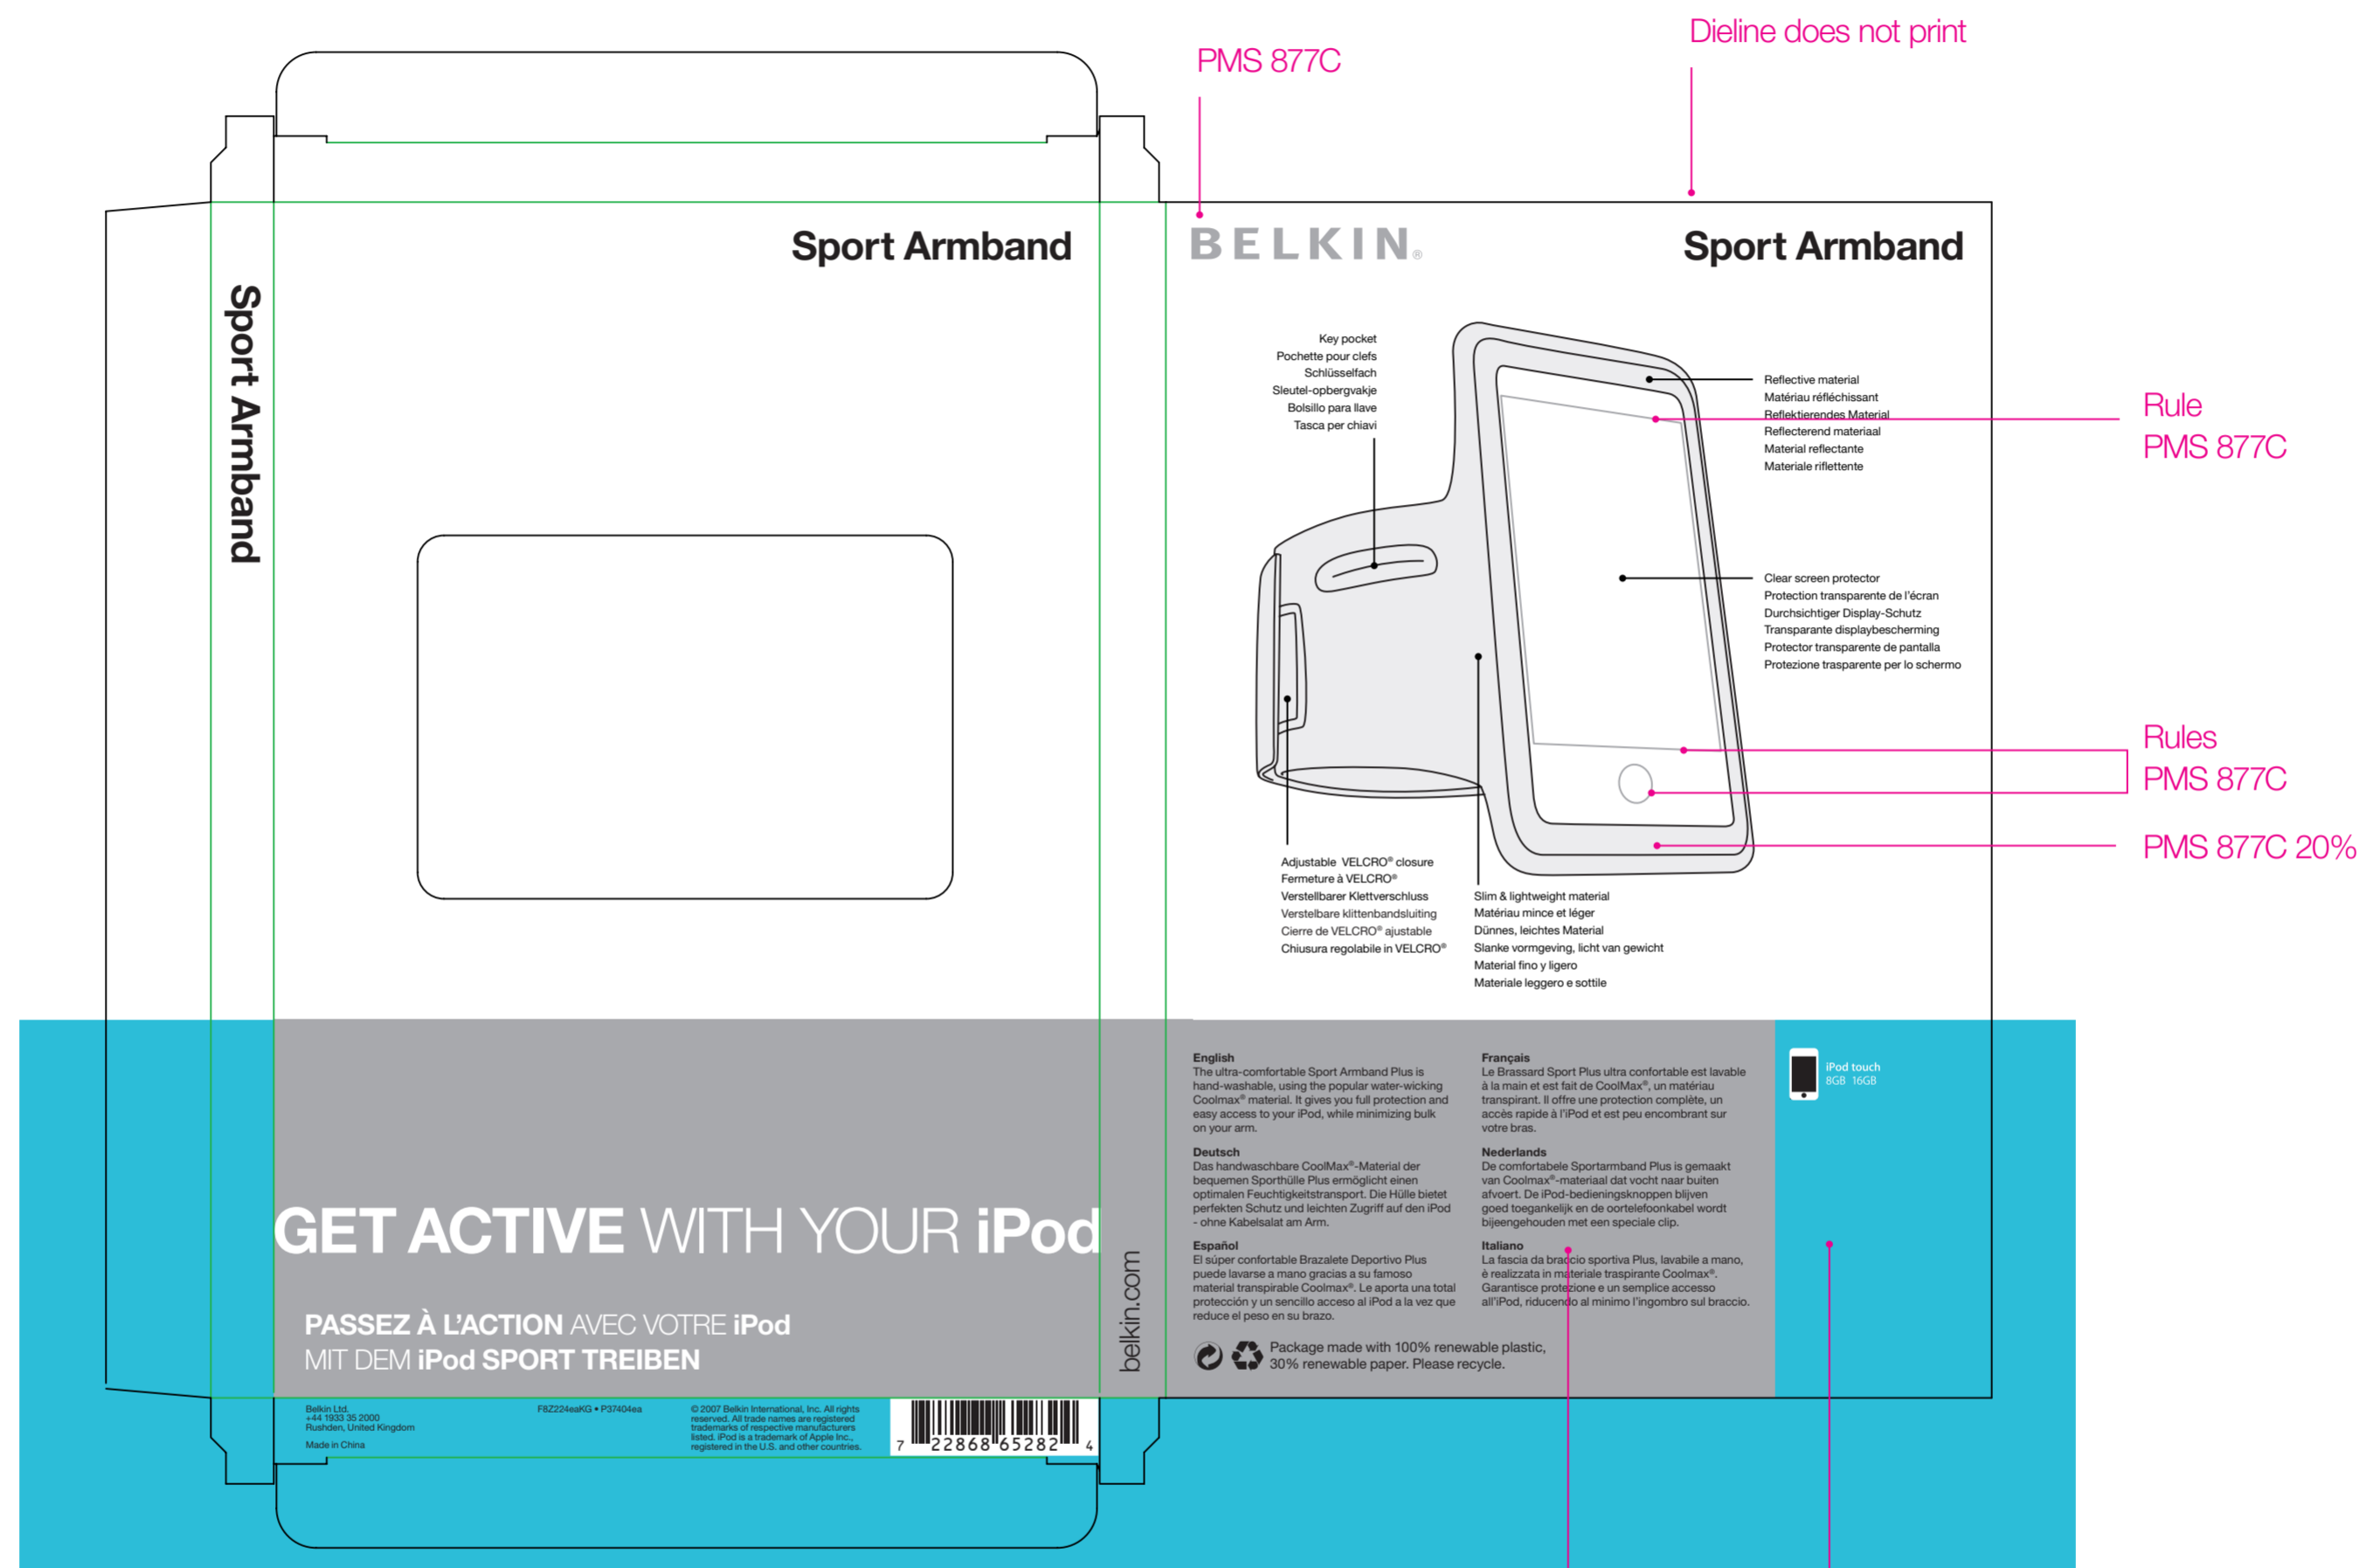 Dieline does not print
PMS 877C
Sport Armband
Sport Armband
BELKIN®
Sport Armband
Key pocket
Pochette pour clefs
Schlüsselfach
Sleutel-opbergvakje
Bolsillo para llave
Tasca per chiavi
Reflective material
Matériau réfléchissant
Reflektierendes Material
Reflecterend materiaal
Material reflectante
Materiale riflettente
Rule
PMS 877C
Clear screen protector
Protection transparente de l'écran
Durchsichtiger Display-Schutz
Transparante displaybescherming
Protector transparente de pantalla
Protezione trasparente per lo schermo
Rules
PMS 877C
PMS 877C 20%
Adjustable VELCRO® closure
Fermeture à VELCRO®
Verstellbarer Klettverschluss
Verstelbare klittenbandsluiting
Cierre de VELCRO® ajustable
Chiusura regolabile in VELCRO®
Slim & lightweight material
Matériau mince et léger
Dünnes, leichtes Material
Slanke vormgeving, licht van gewicht
Material fino y ligero
Materiale leggero e sottile
GET ACTIVE WITH YOUR iPod
PASSEZ À L'ACTION AVEC VOTRE iPod
MIT DEM iPod SPORT TREIBEN
belkin.com
English
The ultra-comfortable Sport Armband Plus is
hand-washable, using the popular water-wicking
Coolmax® material. It gives you full protection and
easy access to your iPod, while minimizing bulk
on your arm.
Deutsch
Das handwaschbare CoolMax®-Material der
bequemen Sporthülle Plus ermöglicht einen
optimalen Feuchtigkeitstransport. Die Hülle bietet
perfekten Schutz und leichten Zugriff auf den iPod
- ohne Kabelsalat am Arm.
Español
El súper confortable Brazalete Deportivo Plus
puede lavarse a mano gracias a su famoso
material transpirable Coolmax®. Le aporta una total
protección y un sencillo acceso al iPod a la vez que
reduce el peso en su brazo.
Français
Le Brassard Sport Plus ultra confortable est lavable
à la main et est fait de CoolMax®, un matériau
transpirant. Il offre une protection complète, un
accès rapide à l'iPod et est peu encombrant sur
votre bras.
Nederlands
De comfortabele Sportarmband Plus is gemaakt
van Coolmax®-materiaal dat vocht naar buiten
afvoert. De iPod-bedieningsknoppen blijven
goed toegankelijk en de oortelefoonkabel wordt
bijeengehouden met een speciale clip.
Italiano
La fascia da braccio sportiva Plus, lavabile a mano,
è realizzata in materiale traspirante Coolmax®.
Garantisce protezione e un semplice accesso
all'iPod, riducendo al minimo l'ingombro sul braccio.
Package made with 100% renewable plastic,
30% renewable paper. Please recycle.
iPod touch
8GB 16GB
Belkin Ltd.
+44 1933 35 2000
Rushden, United Kingdom
Made in China
F8Z224eaKG • P37404ea
© 2007 Belkin International, Inc. All rights
reserved. All trade names are registered
trademarks of respective manufacturers
listed. iPod is a trademark of Apple Inc.,
registered in the U.S. and other countries.
7 22868 65282 4